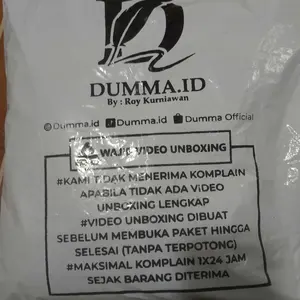 DUMMA.ID
By : Roy Kurniawan
Dumma.id Dumma.id Dumma Official
WAJIB VIDEO UNBOXING
#KAMI TIDAK MENERIMA KOMPLAIN
APABILA TIDAK ADA VIDEO
UNBOXING LENGKAP
#VIDEO UNBOXING DIBUAT
SEBELUM MEMBUKA PAKET HINGGA
SELESAI (TANPA TERPOTONG)
#MAKSIMAL KOMPLAIN 1X24 JAM
SEJAK BARANG DITERIMA